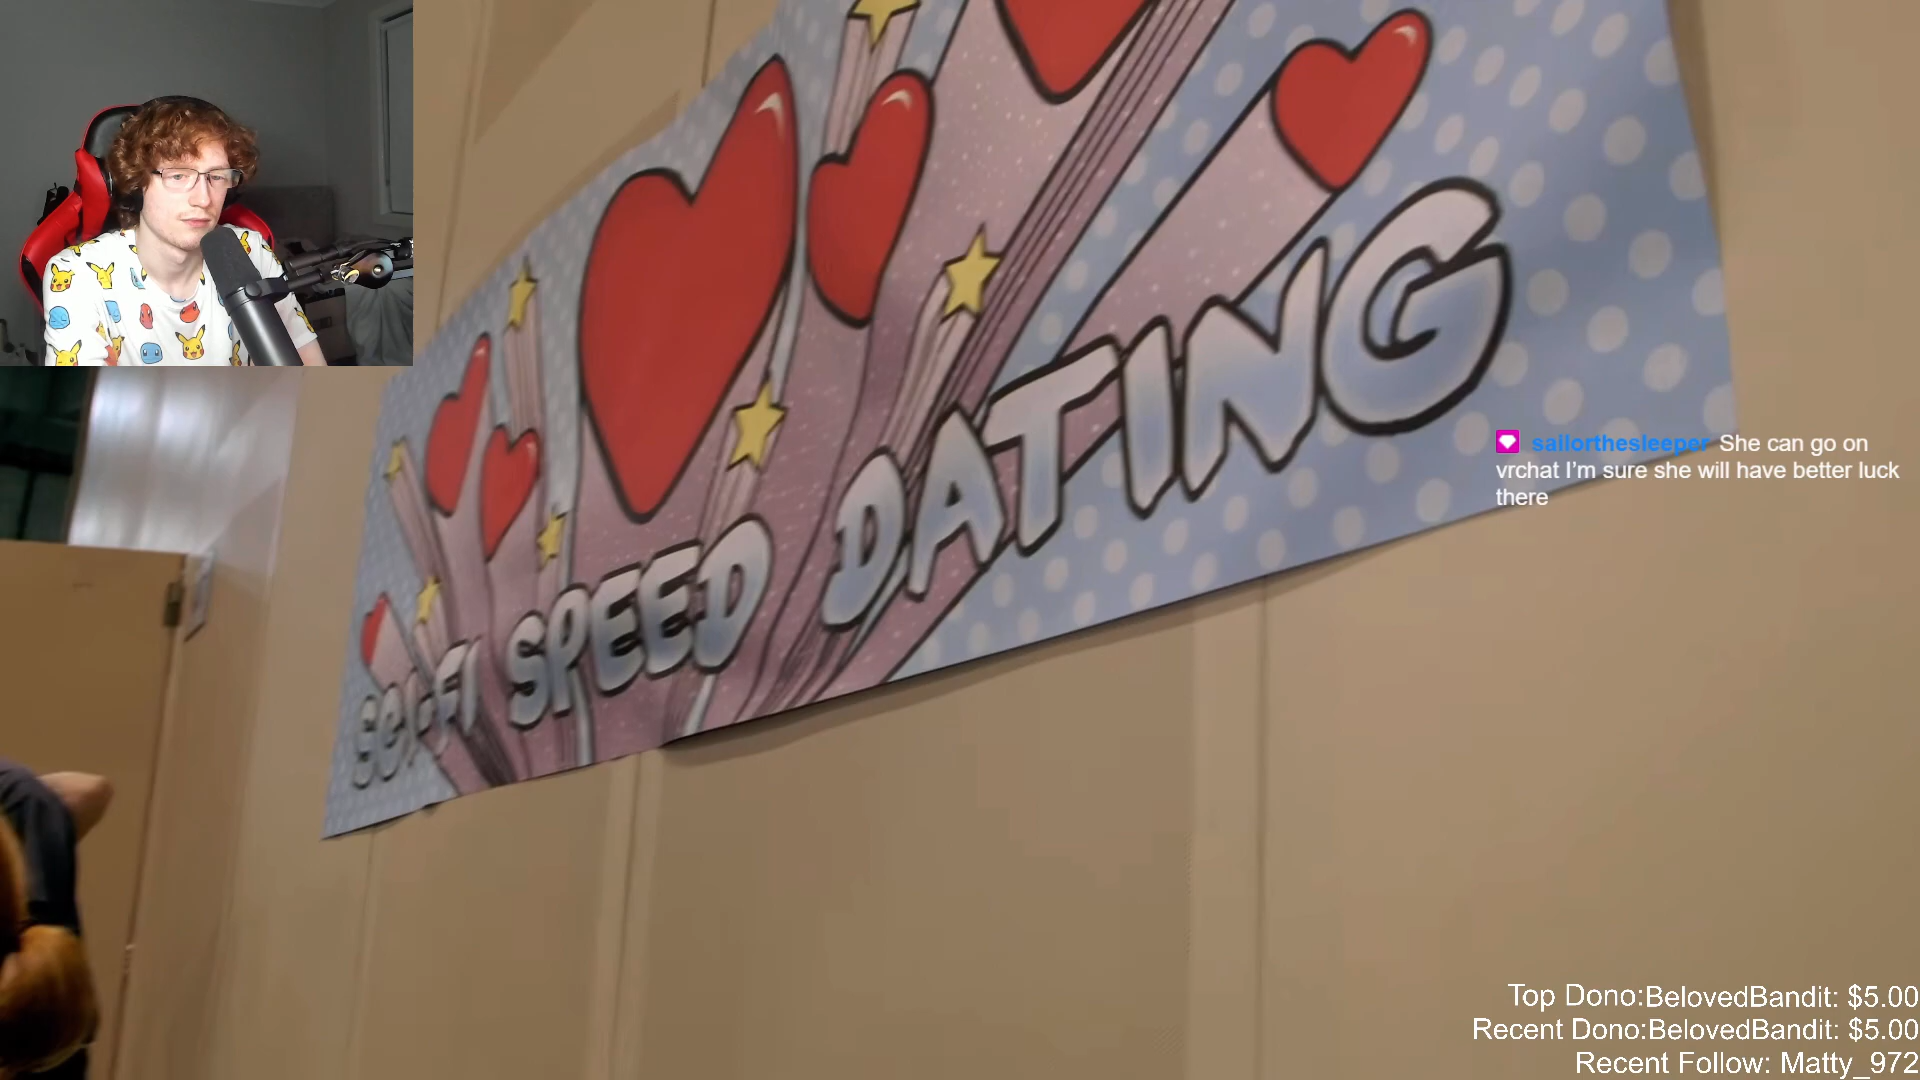 SCI-FI SPEED DATING
sailorthesleeper She can go on
vrchat I'm sure she will have better luck
there
Top Dono:BelovedBandit: $5.00
Recent Dono:BelovedBandit: $5.00
Recent Follow: Matty_972